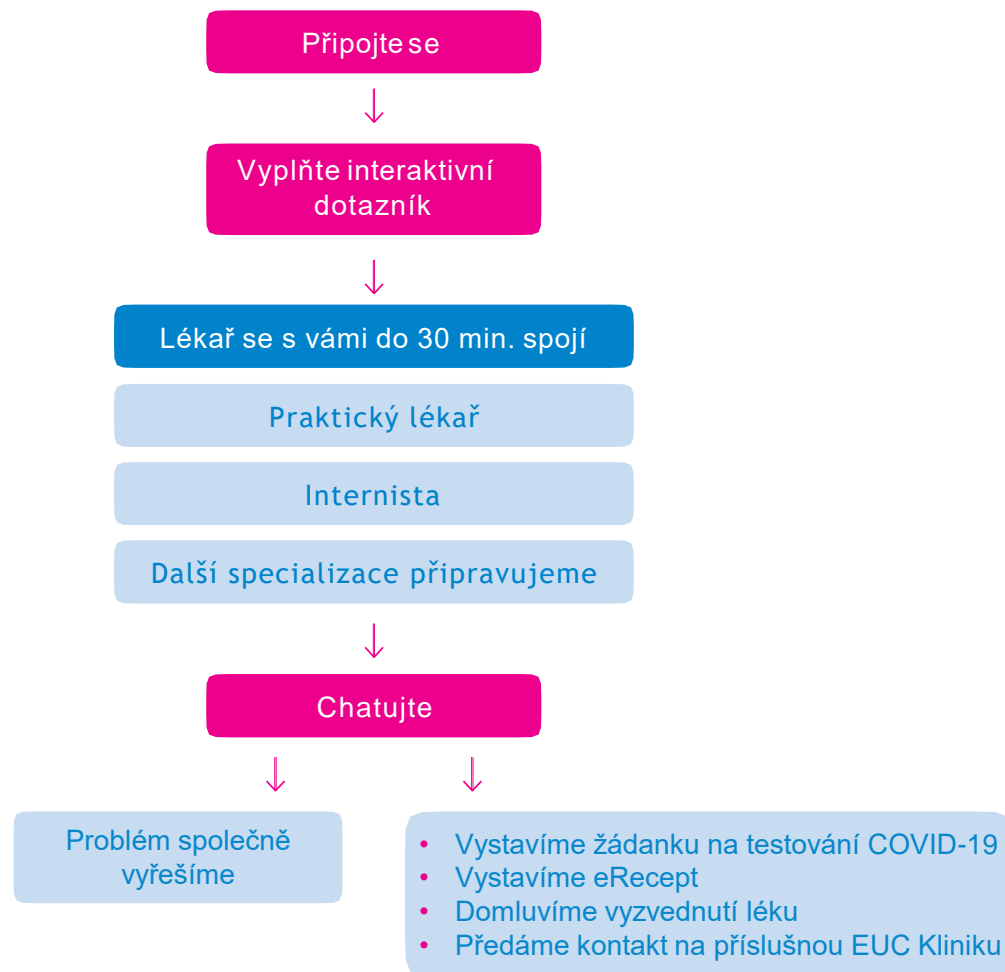 Připojte se
Vyplňte interaktivní
dotazník
Lékař se s vámi do 30 min. spojí
Praktický lékař
Internista
Další specializace připravujeme
Chatujte
Problém společně
vyřešíme
• Vystavíme žádanku na testování COVID-19
• Vystavíme eRecept
• Domluvíme vyzvednutí léku
• Předáme kontakt na příslušnou EUC Kliniku